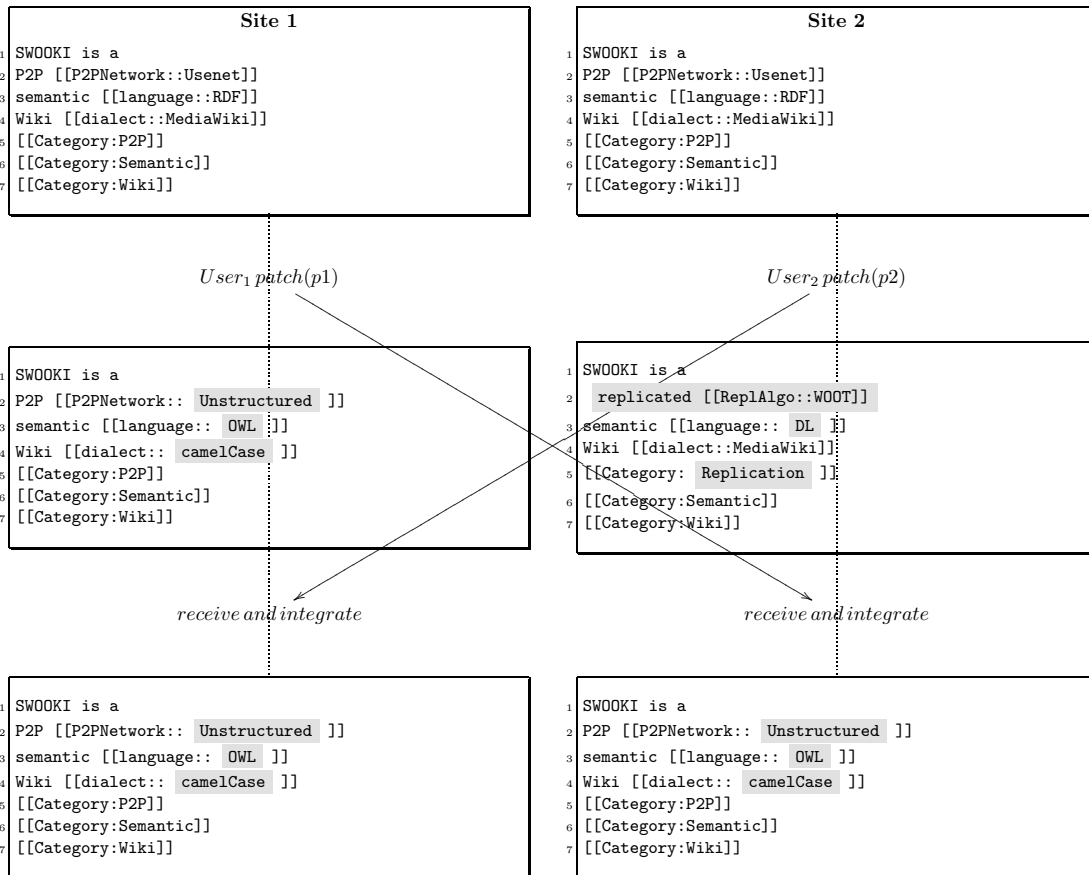 Site 1
1 SWOOKI is a
2 P2P [[P2PNetwork::Usenet]]
3 semantic [[language::RDF]]
4 Wiki [[dialect::MediaWiki]]
5 [[Category:P2P]]
6 [[Category:Semantic]]
7 [[Category:Wiki]]
Site 2
1 SWOOKI is a
2 P2P [[P2PNetwork::Usenet]]
3 semantic [[language::RDF]]
4 Wiki [[dialect::MediaWiki]]
5 [[Category:P2P]]
6 [[Category:Semantic]]
7 [[Category:Wiki]]
User1 patch(p1)
User2 patch(p2)
1 SWOOKI is a
2 P2P [[P2PNetwork:: Unstructured ]]
3 semantic [[language:: OWL ]]
4 Wiki [[dialect:: camelCase ]]
5 [[Category:P2P]]
6 [[Category:Semantic]]
7 [[Category:Wiki]]
1 SWOOKI is a
2 replicated [[ReplAlgo::WOOT]]
3 semantic [[language:: DL ]]
4 Wiki [[dialect::MediaWiki]]
5 [[Category: Replication ]]
6 [[Category:Semantic]]
7 [[Category:Wiki]]
receive and integrate
receive and integrate
1 SWOOKI is a
2 P2P [[P2PNetwork:: Unstructured ]]
3 semantic [[language:: OWL ]]
4 Wiki [[dialect:: camelCase ]]
5 [[Category:P2P]]
6 [[Category:Semantic]]
7 [[Category:Wiki]]
1 SWOOKI is a
2 P2P [[P2PNetwork:: Unstructured ]]
3 semantic [[language:: OWL ]]
4 Wiki [[dialect:: camelCase ]]
5 [[Category:P2P]]
6 [[Category:Semantic]]
7 [[Category:Wiki]]